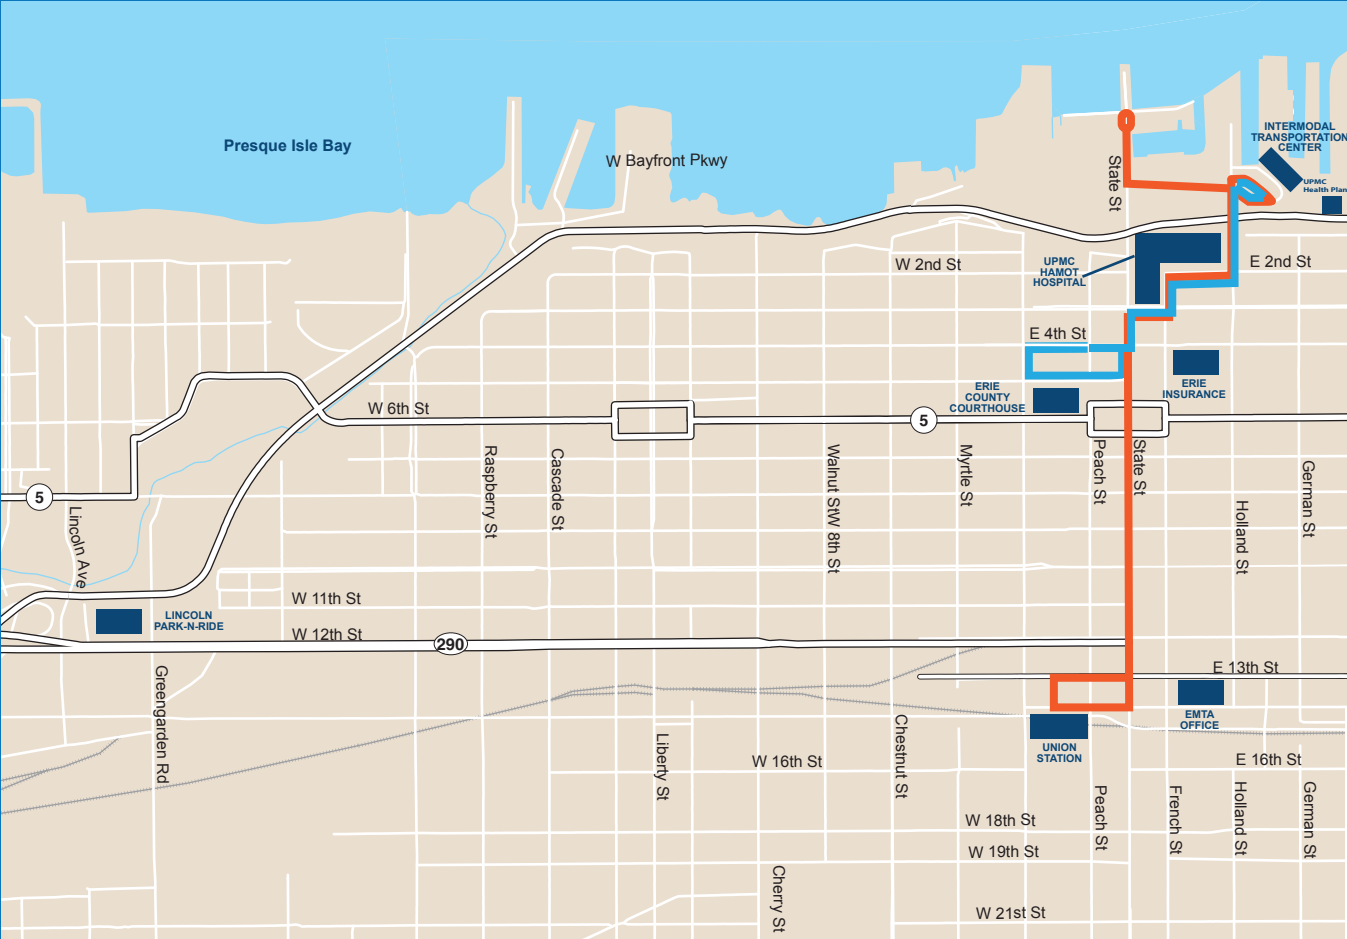 INTERMODAL
TRANSPORTATION
CENTER
Presque Isle Bay
W Bayfront Pkwy
State St
UPMC
Health Plan
UPMC
HAMOT
HOSPITAL
W 2nd St
E 2nd St
E 4th St
ERIE
COUNTY
COURTHOUSE
ERIE
INSURANCE
W 6th St
5
Raspberry St
Cascade St
Walnut St
W 8th St
Myrtle St
Peach St
State St
German St
Holland St
5
Lincoln Ave
W 11th St
LINCOLN
PARK-N-RIDE
W 12th St
290
E 13th St
Greengarden Rd
EMTA
OFFICE
UNION
STATION
Liberty St
Chestnut St
W 16th St
E 16th St
Peach St
French St
Holland St
German St
W 18th St
W 19th St
Cherry St
W 21st St